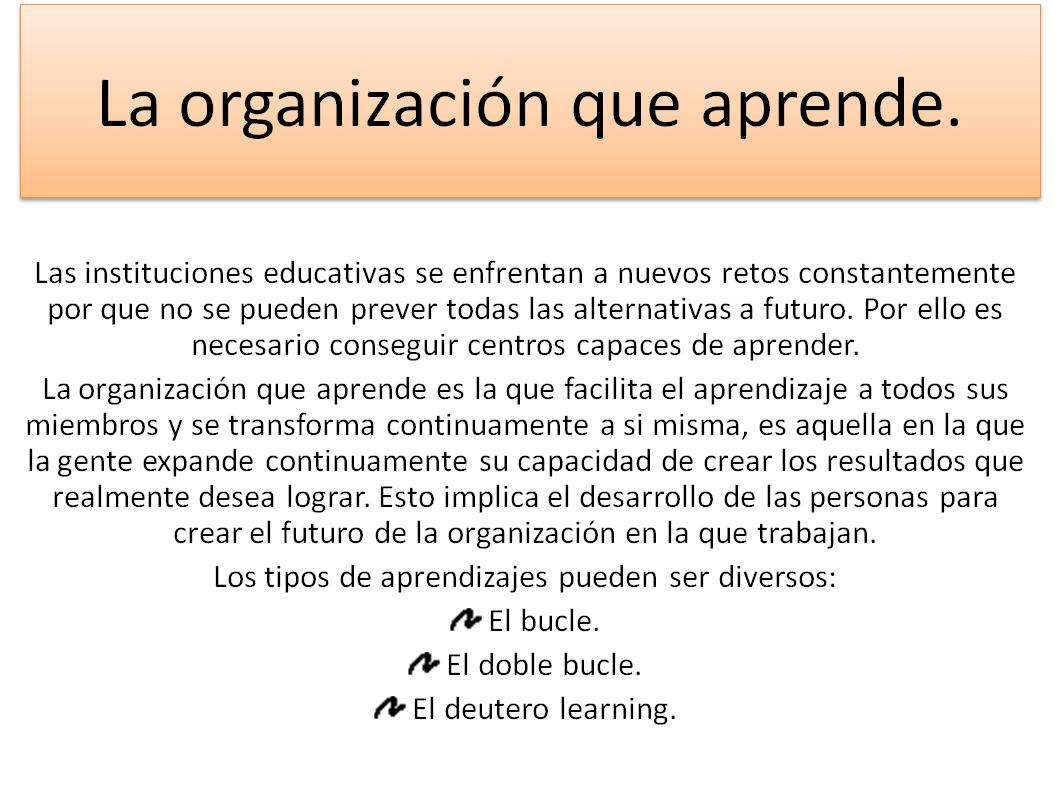 La organización que aprende.
Las instituciones educativas se enfrentan a nuevos retos constantemente
por que no se pueden prever todas las alternativas a futuro. Por ello es
necesario conseguir centros capaces de aprender.
La organización que aprende es la que facilita el aprendizaje a todos sus
miembros y se transforma continuamente a si misma, es aquella en la que
la gente expande continuamente su capacidad de crear los resultados que
realmente desea lograr. Esto implica el desarrollo de las personas para
crear el futuro de la organización en la que trabajan.
Los tipos de aprendizajes pueden ser diversos:
El bucle.
El doble bucle.
El deutero learning.